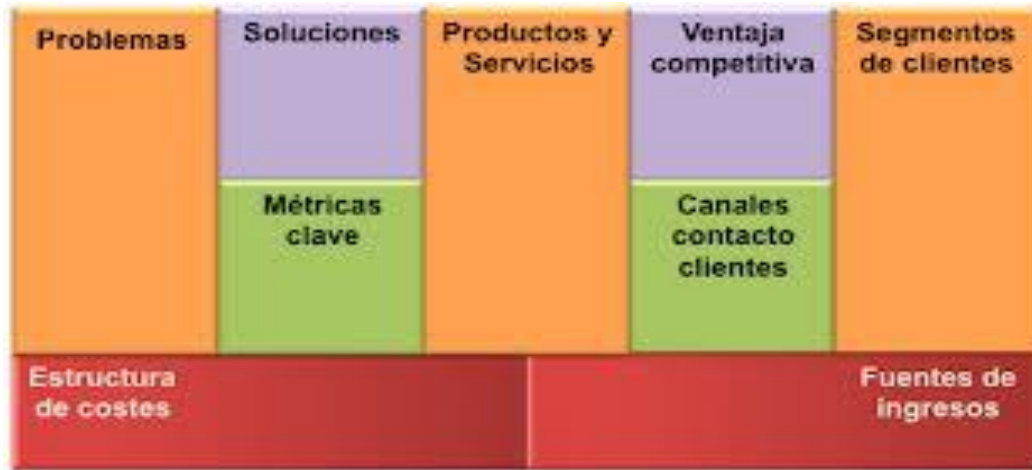 Problemas
Soluciones
Métricas
clave
Productos y
Servicios
Ventaja
competitiva
Canales
contacto
clientes
Segmentos
de clientes
Estructura
de costes
Fuentes de
ingresos